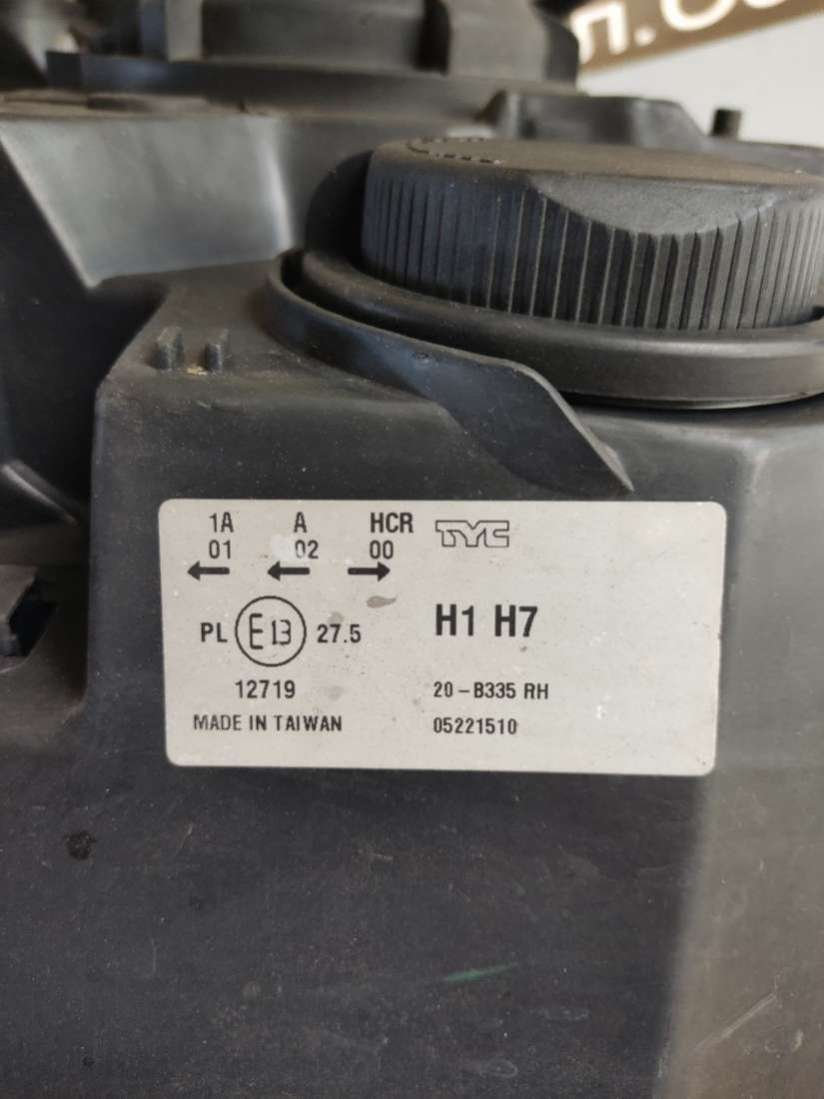 1A A HCR TYC
01 02 00
← ← →
PL E13 27.5 H1 H7
12719 20-B335 RH
MADE IN TAIWAN 05221510